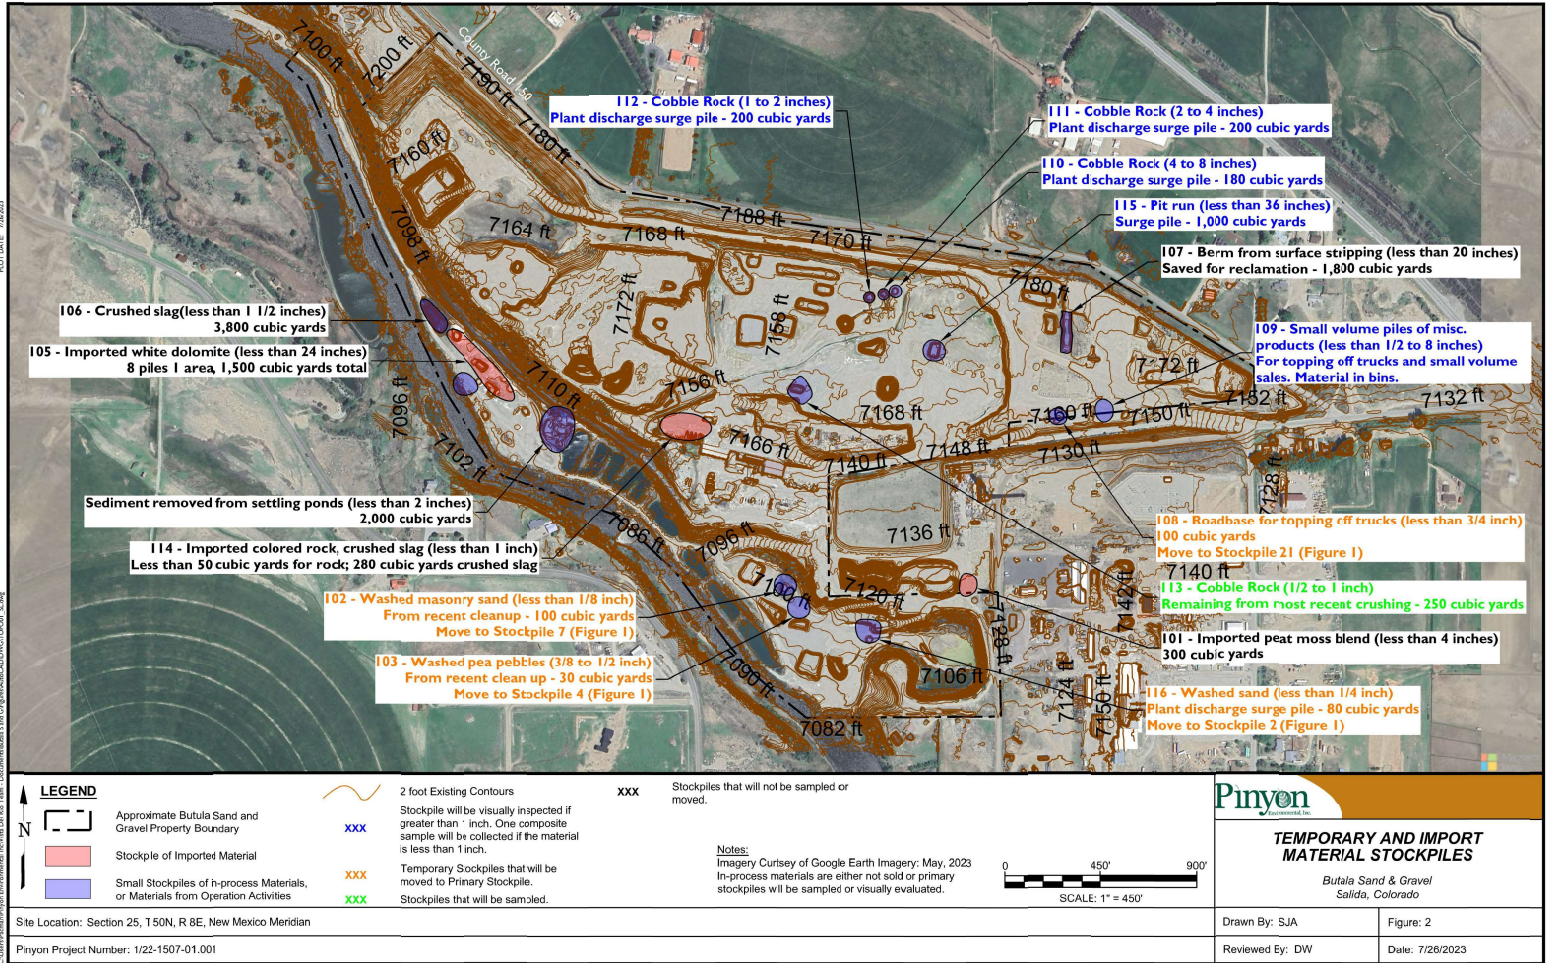 7100 ft
7200 ft
County Road 150
7190 ft
7180 ft
7160 ft
7098 ft
7164 ft
7168 ft
7188 ft
7170 ft
7180 ft
7172 ft
7158 ft
7156 ft
7110 ft
7096 ft
7102 ft
7166 ft
7168 ft
7140 ft
7148 ft
7160 ft
7150 ft
7130 ft
7152 ft
7132 ft
7128 ft
7086 ft
7096 ft
7100 ft
7136 ft
7120 ft
7090 ft
7106 ft
7082 ft
7124 ft
7150 ft
7140 ft
112 - Cobble Rock (1 to 2 inches)
Plant discharge surge pile - 200 cubic yards
111 - Cobble Rock (2 to 4 inches)
Plant discharge surge pile - 200 cubic yards
110 - Cobble Rock (4 to 8 inches)
Plant discharge surge pile - 180 cubic yards
115 - Pit run (less than 36 inches)
Surge pile - 1,000 cubic yards
107 - Berm from surface stripping (less than 20 inches)
Saved for reclamation - 1,800 cubic yards
109 - Small volume piles of misc.
products (less than 1/2 to 8 inches)
For topping off trucks and small volume
sales. Material in bins.
106 - Crushed slag(less than 1 1/2 inches)
3,800 cubic yards
105 - Imported white dolomite (less than 24 inches)
8 piles 1 area, 1,500 cubic yards total
Sediment removed from settling ponds (less than 2 inches)
2,000 cubic yards
114 - Imported colored rock, crushed slag (less than 1 inch)
Less than 50 cubic yards for rock; 280 cubic yards crushed slag
102 - Washed masonry sand (less than 1/8 inch)
From recent cleanup - 100 cubic yards
Move to Stockpile 7 (Figure 1)
103 - Washed pea pebbles (3/8 to 1/2 inch)
From recent clean up - 30 cubic yards
Move to Stockpile 4 (Figure 1)
108 - Roadbase for topping off trucks (less than 3/4 inch)
100 cubic yards
Move to Stockpile 21 (Figure 1)
113 - Cobble Rock (1/2 to 1 inch)
Remaining from most recent crushing - 250 cubic yards
101 - Imported peat moss blend (less than 4 inches)
300 cubic yards
116 - Washed sand (less than 1/4 inch)
Plant discharge surge pile - 80 cubic yards
Move to Stockpile 2 (Figure 1)
PLOT DATE: 7/26/2023
LEGEND
N
Approximate Butula Sand and
Gravel Property Boundary
Stockple of Imported Material
Small Stockpiles of In-process Materials,
or Materials from Operation Activities
2 foot Existing Contours
XXX
Stockpile will be visually inspected if
greater than 1 inch. One composite
sample will be collected if the material
is less than 1 inch.
XXX
Temporary Sockpiles that will be
moved to Primary Stockpile.
XXX
Stockpiles that will be sampled.
XXX
Stockpiles that will not be sampled or
moved.
Notes:
Imagery Curtsey of Google Earth Imagery: May, 2023
In-process materials are either not sold or primary
stockpiles will be sampled or visually evaluated.
0 450' 900'
SCALE: 1" = 450'
Pinyon
Environmental, Inc.
TEMPORARY AND IMPORT
MATERIAL STOCKPILES
Butala Sand & Gravel
Salida, Colorado
Drawn By: SJA
Figure: 2
Reviewed By: DW
Date: 7/26/2023
Site Location: Section 25, T 50N, R 8E, New Mexico Meridian
Pinyon Project Number: 1/22-1507-01.001